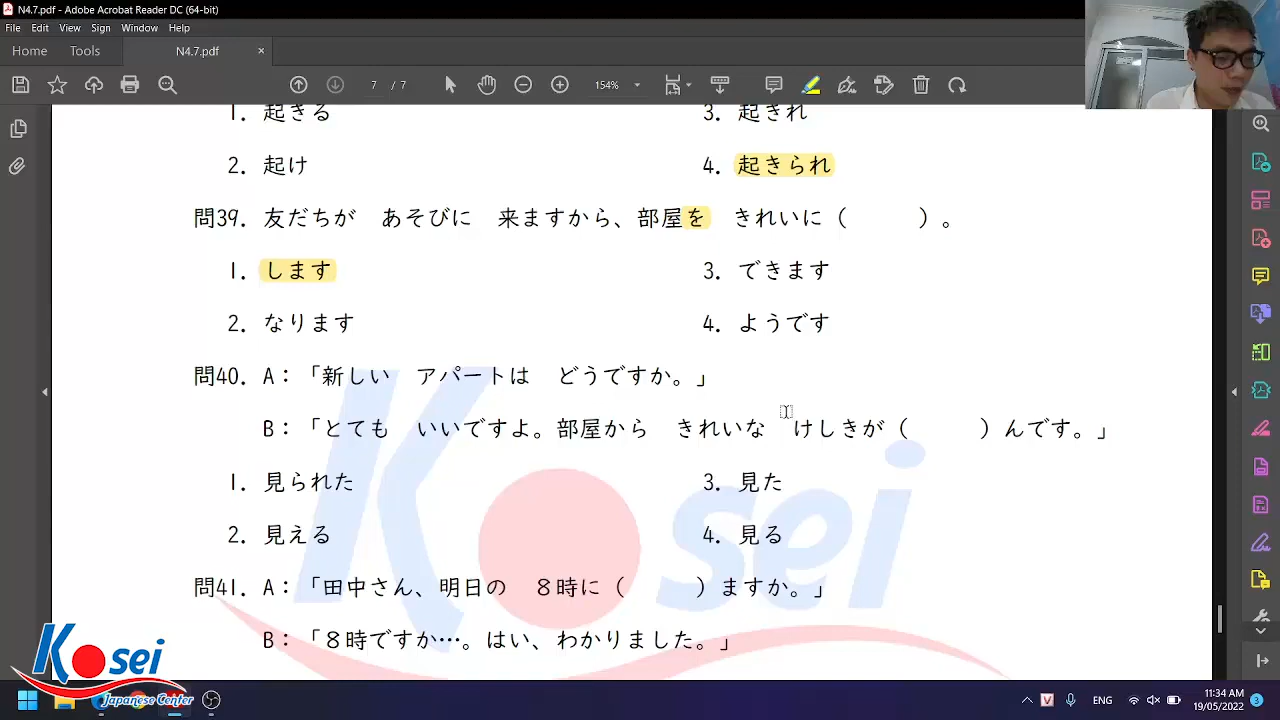 N4.7.pdf - Adobe Acrobat Reader DC (64-bit)
File Edit View Sign Window Help
Home Tools N4.7.pdf ×
7 / 7 154%
1. 起きる 3. 起きれ
2. 起け 4. 起きられ
問39. 友だちが あそびに 来ますから、部屋を きれいに（ ）。
1. します 3. できます
2. なります 4. ようです
問40. A：「新しい アパートは どうですか。」
B：「とても いいですよ。部屋から きれいな けしきが（ ）んです。」
1. 見られた 3. 見た
2. 見える 4. 見る
問41. A：「田中さん、明日の 8時に（ ）ますか。」
B：「8時ですか…。はい、わかりました。」
Kosei
Kosei
Japanese Center
V ENG 11:34 AM
19/05/2022
3